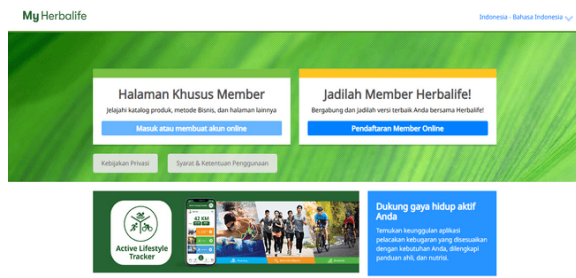 My Herbalife
Indonesia - Bahasa Indonesia
Halaman Khusus Member
Jelajahi katalog produk, metode Bisnis, dan halaman lainnya
Masuk atau membuat akun online
Jadilah Member Herbalife!
Bergabung dan Jadilah versi terbaik Anda bersama Herbalife!
Pendaftaran Member Online
Kebijakan Privasi
Syarat & Ketentuan Penggunaan
Active Lifestyle
Tracker
42 KM
Dukung gaya hidup aktif
Anda
Temukan keunggulan aplikasi
pelacakan kebugaran yang disesuaikan
dengan kebutuhan Anda, dilengkapi
panduan ahli, dan nutrisi.